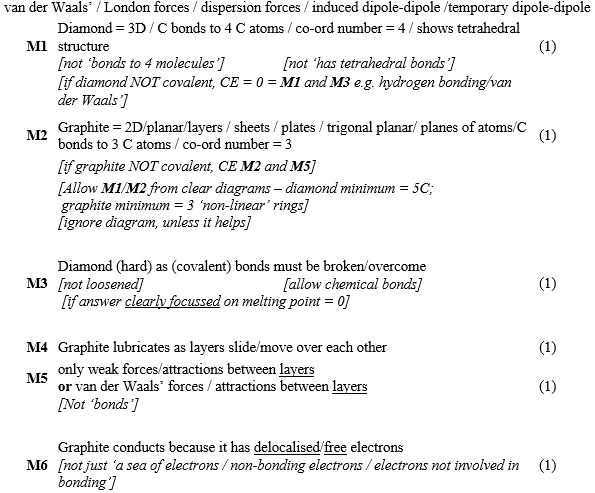 van der Waals' / London forces / dispersion forces / induced dipole-dipole /temporary dipole-dipole
Diamond = 3D / C bonds to 4 C atoms / co-ord number = 4 / shows tetrahedral
M1 structure (1)
[not 'bonds to 4 molecules'] [not 'has tetrahedral bonds']
[if diamond NOT covalent, CE = 0 = M1 and M3 e.g. hydrogen bonding/van
der Waals']
M2 Graphite = 2D/planar/layers / sheets / plates / trigonal planar/ planes of atoms/C (1)
bonds to 3 C atoms / co-ord number = 3
[if graphite NOT covalent, CE M2 and M5]
[Allow M1/M2 from clear diagrams – diamond minimum = 5C;
graphite minimum = 3 'non-linear' rings]
[ignore diagram, unless it helps]
Diamond (hard) as (covalent) bonds must be broken/overcome
M3 [not loosened] [allow chemical bonds] (1)
[if answer clearly focussed on melting point = 0]
M4 Graphite lubricates as layers slide/move over each other (1)
only weak forces/attractions between layers
M5 or van der Waals' forces / attractions between layers (1)
[Not 'bonds']
Graphite conducts because it has delocalised/free electrons
M6 [not just 'a sea of electrons / non-bonding electrons / electrons not involved in (1)
bonding']